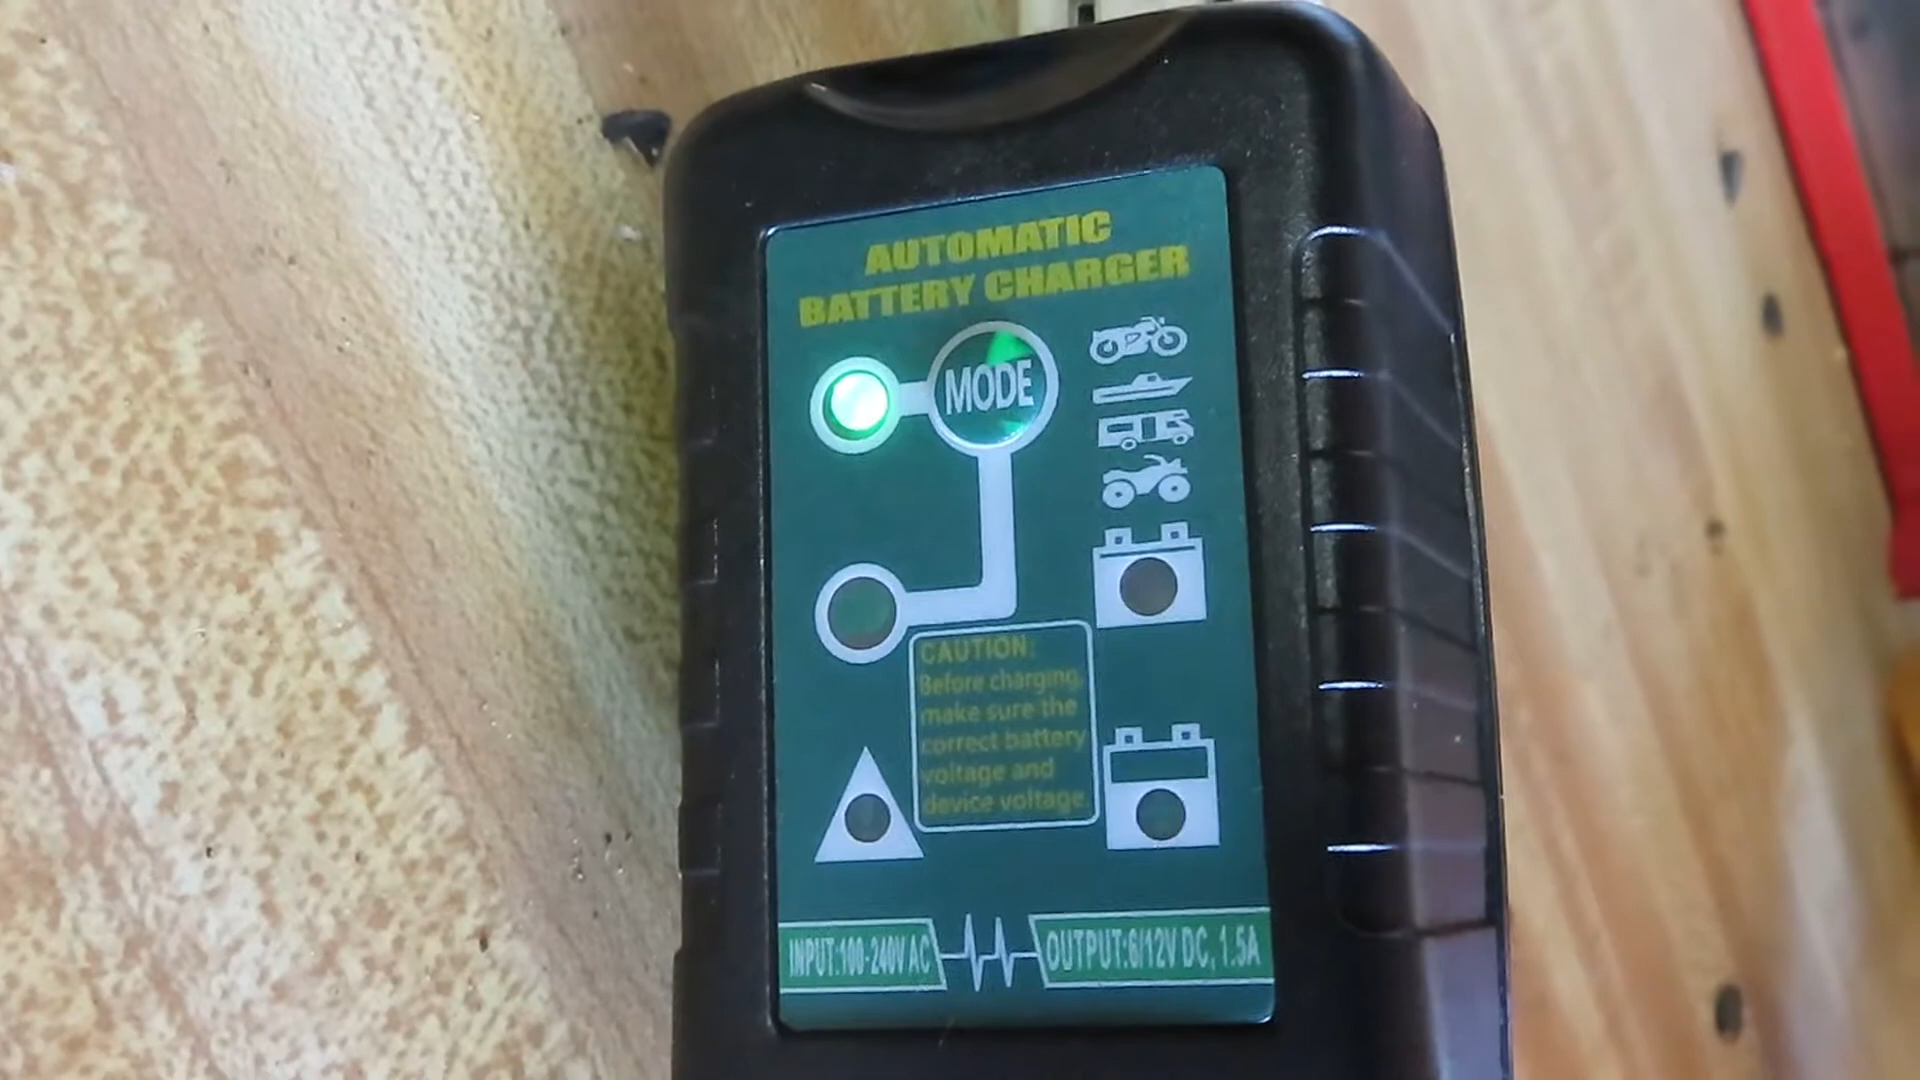 AUTOMATIC
BATTERY CHARGER
MODE
CAUTION:
Before charging,
make sure the
correct battery
voltage and
device voltage.
INPUT:100-240V AC
OUTPUT:6/12V DC, 1.5A